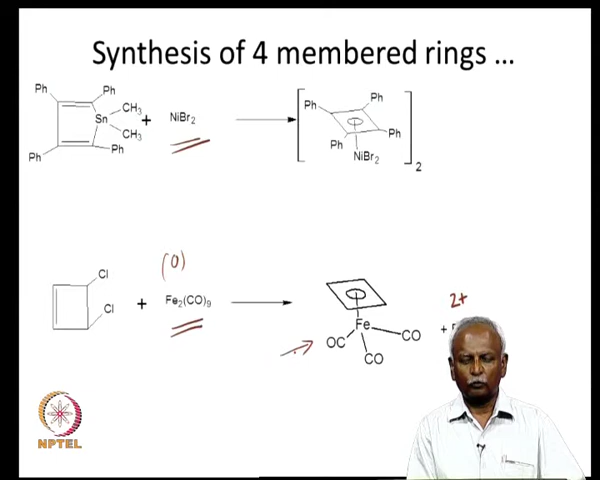 Synthesis of 4 membered rings ...
Ph
Ph
Ph
Ph
Sn
CH3
CH3
+
NiBr2
Ph
Ph
Ph
Ph
NiBr2
2
Cl
Cl
+
(0)
Fe2(CO)9
Fe
OC
CO
CO
2+
+
NPTEL